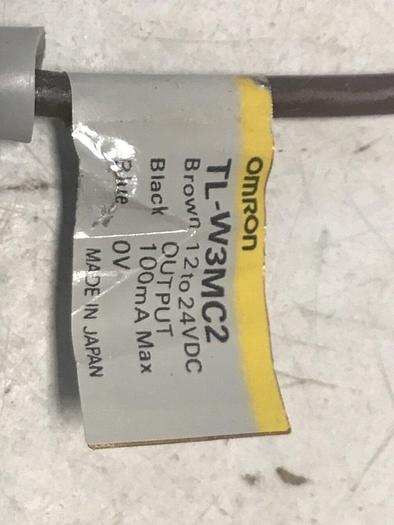 OMRON
TL-W3MC2
Brown 12 to 24VDC
Black OUTPUT
100mA Max
Blue 0V
MADE IN JAPAN